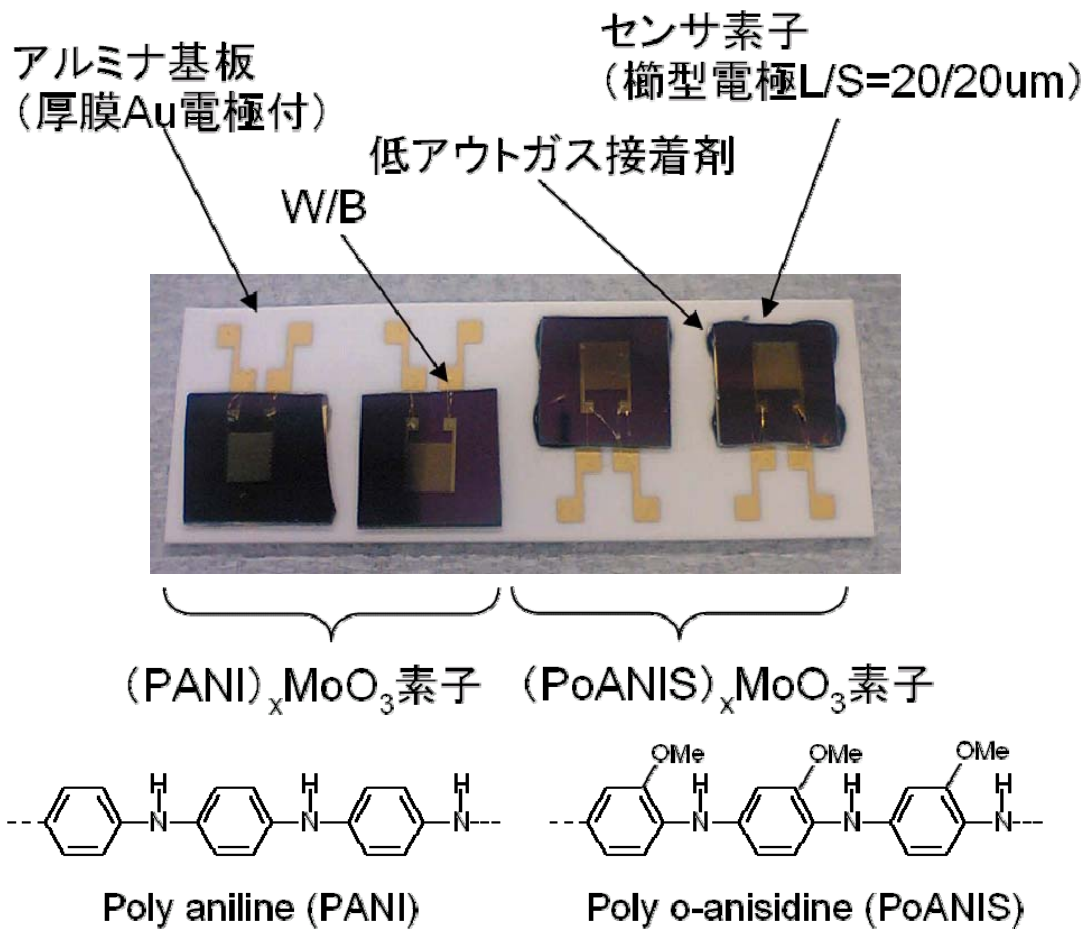 アルミナ基板
（厚膜Au電極付）
センサ素子
（櫛型電極L/S=20/20um）
低アウトガス接着剤
W/B
（PANI）xMoO3素子
（PoANIS）xMoO3素子
H
N
H
N
H
N
OMe
H
N
OMe
H
N
OMe
H
N
Poly aniline (PANI)
Poly o-anisidine (PoANIS)